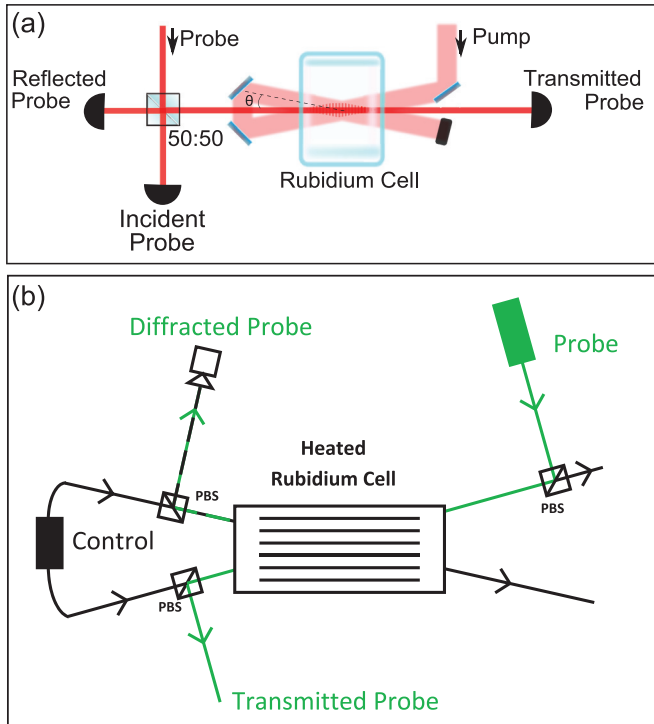 (a)
Probe
Pump
Reflected
Probe
Transmitted
Probe
θ
50:50
Rubidium Cell
Incident
Probe
(b)
Diffracted Probe
Probe
Heated
Rubidium Cell
PBS
PBS
Control
PBS
Transmitted Probe